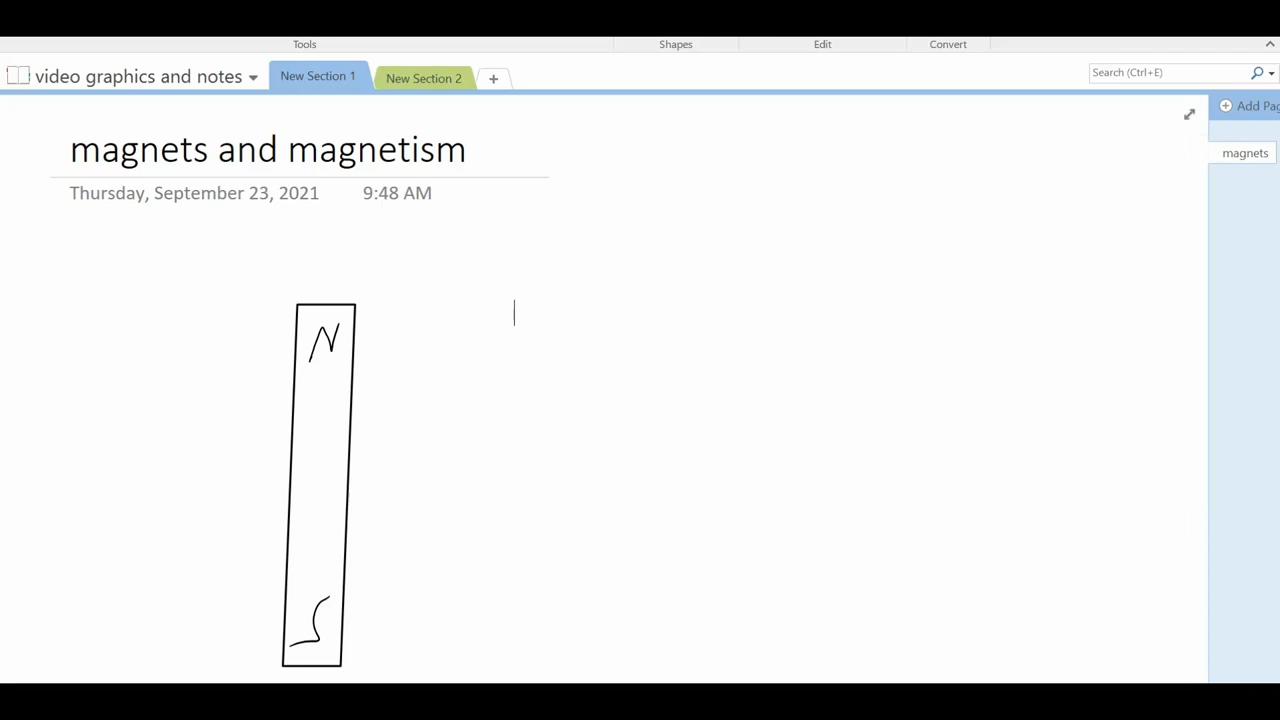 Tools Shapes Edit Convert
video graphics and notes New Section 1 New Section 2 +
Search (Ctrl+E)
Add Pag
magnets and magnetism
magnets
Thursday, September 23, 2021 9:48 AM
N
S